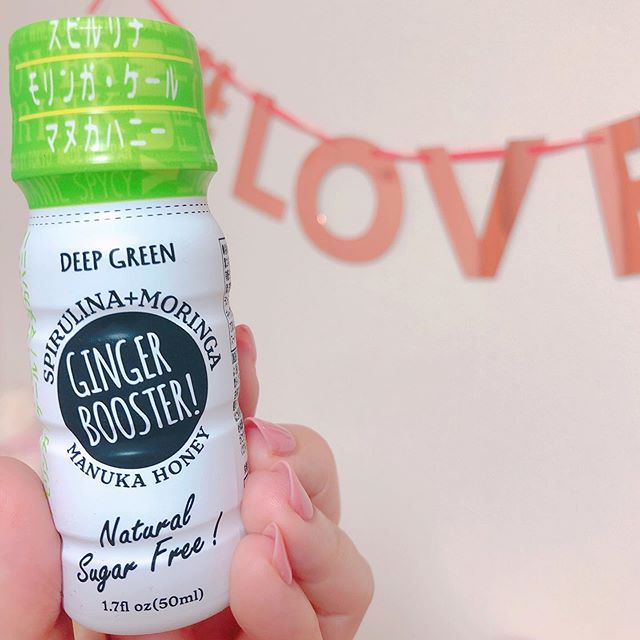 スピルリナ
モリンガ・ケール
マヌカハニー
#LOVE
DEEP GREEN
SPIRULINA+MORINGA
GINGER
BOOSTER!
MANUKA HONEY
Natural
Sugar Free!
1.7fl oz(50ml)